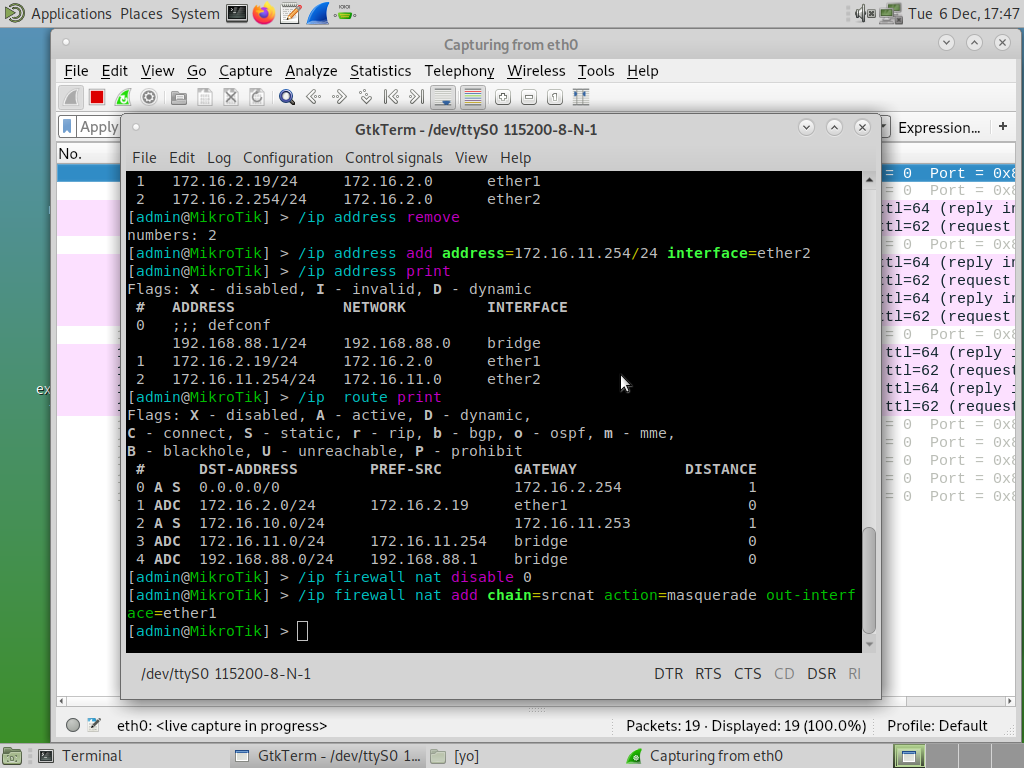 Applications Places System Tue 6 Dec, 17:47
Capturing from eth0
File Edit View Go Capture Analyze Statistics Telephony Wireless Tools Help
Apply Expression... +
No.
GtkTerm - /dev/ttyS0 115200-8-N-1
File Edit Log Configuration Control signals View Help
1 172.16.2.19/24 172.16.2.0 ether1
2 172.16.2.254/24 172.16.2.0 ether2
[admin@MikroTik] > /ip address remove
numbers: 2
[admin@MikroTik] > /ip address add address=172.16.11.254/24 interface=ether2
[admin@MikroTik] > /ip address print
Flags: X - disabled, I - invalid, D - dynamic
# ADDRESS NETWORK INTERFACE
0 ;;; defconf
192.168.88.1/24 192.168.88.0 bridge
1 172.16.2.19/24 172.16.2.0 ether1
2 172.16.11.254/24 172.16.11.0 ether2
[admin@MikroTik] > /ip route print
Flags: X - disabled, A - active, D - dynamic,
C - connect, S - static, r - rip, b - bgp, o - ospf, m - mme,
B - blackhole, U - unreachable, P - prohibit
# DST-ADDRESS PREF-SRC GATEWAY DISTANCE
0 A S 0.0.0.0/0 172.16.2.254 1
1 ADC 172.16.2.0/24 172.16.2.19 ether1 0
2 A S 172.16.10.0/24 172.16.11.253 1
3 ADC 172.16.11.0/24 172.16.11.254 bridge 0
4 ADC 192.168.88.0/24 192.168.88.1 bridge 0
[admin@MikroTik] > /ip firewall nat disable 0
[admin@MikroTik] > /ip firewall nat add chain=srcnat action=masquerade out-interf
ace=ether1
[admin@MikroTik] >
/dev/ttyS0 115200-8-N-1 DTR RTS CTS CD DSR RI
= 0 Port = 0x8
= 0 Port = 0x8
ttl=64 (reply in
ttl=62 (request
= 0 Port = 0x8
ttl=64 (reply in
ttl=62 (request
ttl=64 (reply in
ttl=62 (request
= 0 Port = 0x8
ttl=64 (reply in
ttl=62 (request
ttl=64 (reply in
ttl=62 (request
= 0 Port = 0x8
= 0 Port = 0x8
= 0 Port = 0x8
= 0 Port = 0x8
= 0 Port = 0x8
ex
eth0: <live capture in progress> Packets: 19 · Displayed: 19 (100.0%) Profile: Default
Terminal GtkTerm - /dev/ttyS0 1... [yo] Capturing from eth0